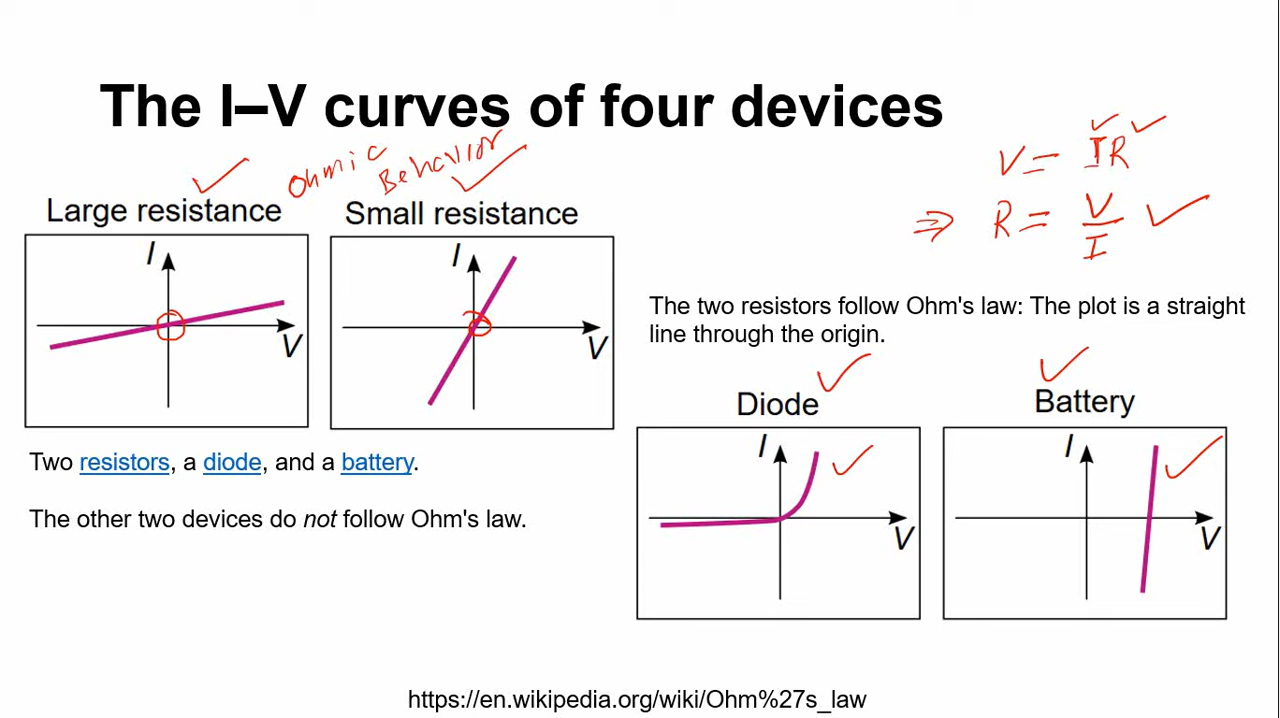 The I–V curves of four devices
Ohmic Behavior
V = IR
⇒ R = V/I
Large resistance
I
V
Small resistance
I
V
The two resistors follow Ohm's law: The plot is a straight
line through the origin.
Two resistors, a diode, and a battery.
The other two devices do not follow Ohm's law.
Diode
I
V
Battery
I
V
https://en.wikipedia.org/wiki/Ohm%27s_law